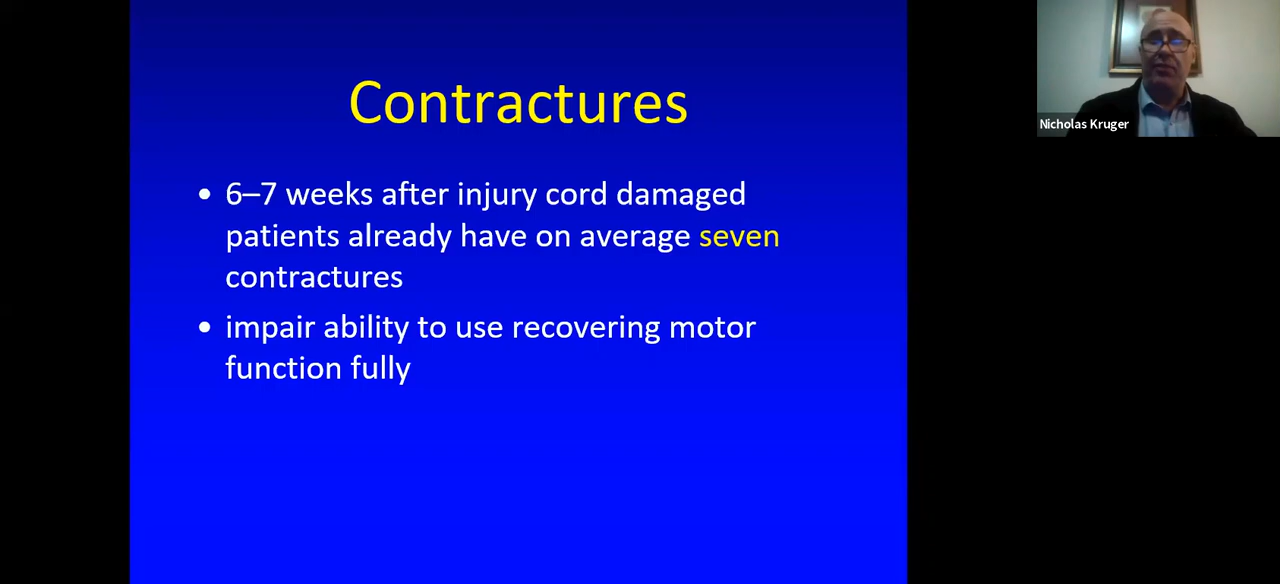 Contractures
• 6–7 weeks after injury cord damaged
patients already have on average seven
contractures
• impair ability to use recovering motor
function fully
Nicholas Kruger